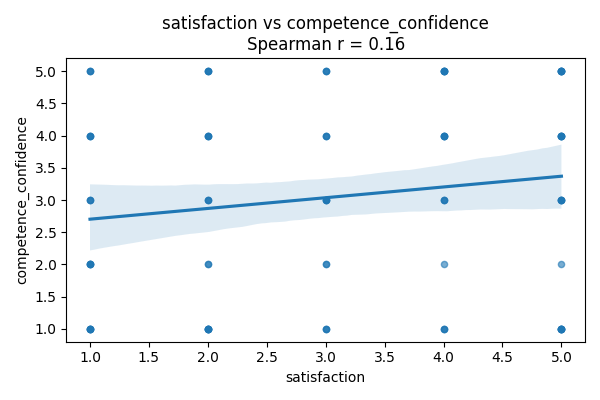 satisfaction vs competence_confidence
Spearman r = 0.16
competence_confidence
5.0
4.5
4.0
3.5
3.0
2.5
2.0
1.5
1.0
1.0 1.5 2.0 2.5 3.0 3.5 4.0 4.5 5.0
satisfaction